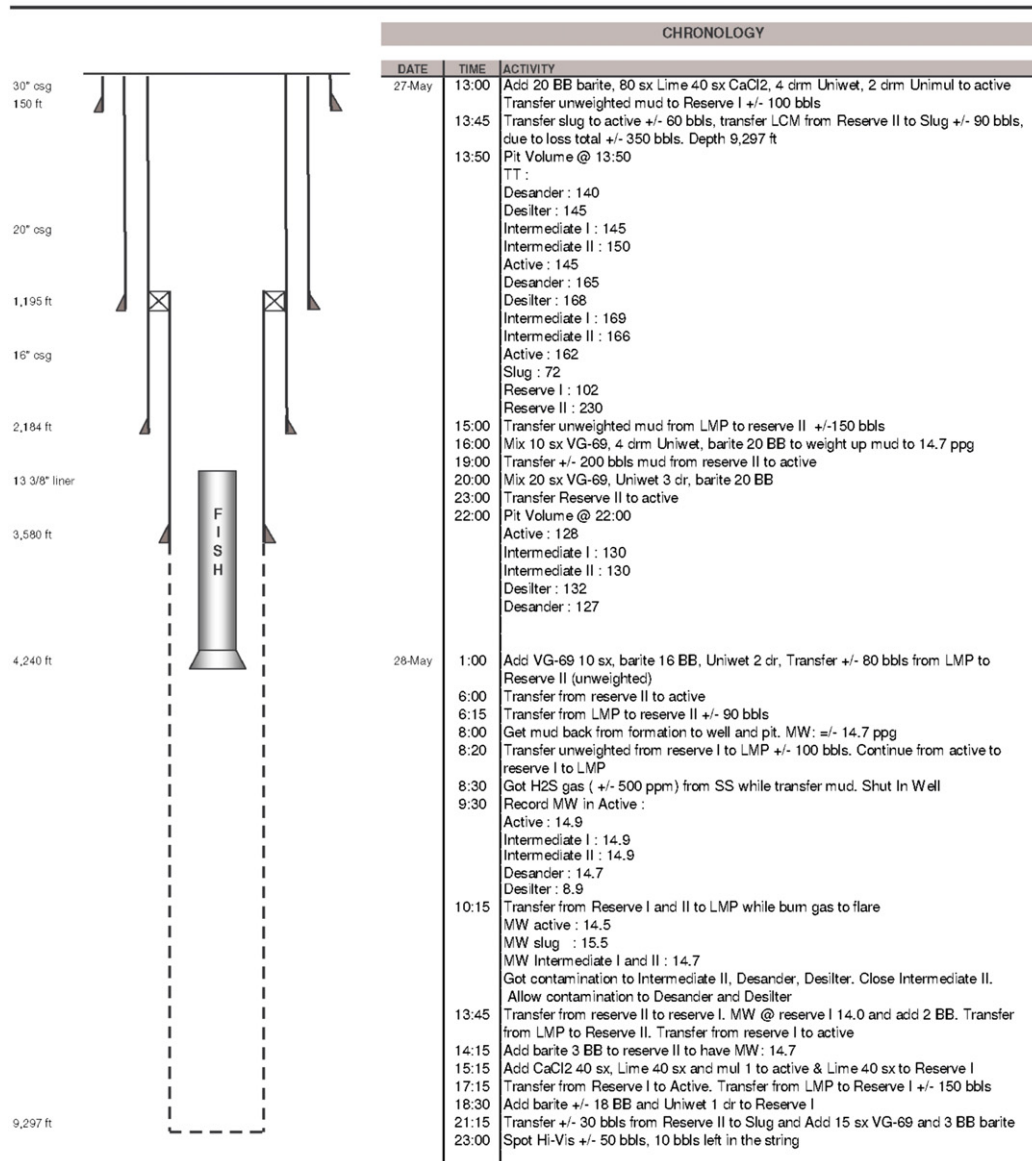 CHRONOLOGY
DATE TIME ACTIVITY
30" csg
150 ft
20" csg
1,195 ft
16" csg
2,184 ft
13 3/8" liner
3,580 ft
F
I
S
H
4,240 ft
9,297 ft
27-May 13:00 Add 20 BB barite, 80 sx Lime 40 sx CaCl2, 4 drm Uniwet, 2 drm Unimul to active
Transfer unweighted mud to Reserve I +/- 100 bbls
13:45 Transfer slug to active +/- 60 bbls, transfer LCM from Reserve II to Slug +/- 90 bbls,
due to loss total +/- 350 bbls. Depth 9,297 ft
13:50 Pit Volume @ 13:50
TT :
Desander : 140
Desilter : 145
Intermediate I : 145
Intermediate II : 150
Active : 145
Desander : 165
Desilter : 168
Intermediate I : 169
Intermediate II : 166
Active : 162
Slug : 72
Reserve I : 102
Reserve II : 230
15:00 Transfer unweighted mud from LMP to reserve II +/-150 bbls
16:00 Mix 10 sx VG-69, 4 drm Uniwet, barite 20 BB to weight up mud to 14.7 ppg
19:00 Transfer +/- 200 bbls mud from reserve II to active
20:00 Mix 20 sx VG-69, Uniwet 3 dr, barite 20 BB
23:00 Transfer Reserve II to active
22:00 Pit Volume @ 22:00
Active : 128
Intermediate I : 130
Intermediate II : 130
Desilter : 132
Desander : 127
28-May 1:00 Add VG-69 10 sx, barite 16 BB, Uniwet 2 dr, Transfer +/- 80 bbls from LMP to
Reserve II (unweighted)
6:00 Transfer from reserve II to active
6:15 Transfer from LMP to reserve II +/- 90 bbls
8:00 Get mud back from formation to well and pit. MW: =/- 14.7 ppg
8:20 Transfer unweighted from reserve I to LMP +/- 100 bbls. Continue from active to
reserve I to LMP
8:30 Got H2S gas ( +/- 500 ppm) from SS while transfer mud. Shut In Well
9:30 Record MW in Active :
Active : 14.9
Intermediate I : 14.9
Intermediate II : 14.9
Desander : 14.7
Desilter : 8.9
10:15 Transfer from Reserve I and II to LMP while burn gas to flare
MW active : 14.5
MW slug : 15.5
MW Intermediate I and II : 14.7
Got contamination to Intermediate II, Desander, Desilter. Close Intermediate II.
Allow contamination to Desander and Desilter
13:45 Transfer from reserve II to reserve I. MW @ reserve I 14.0 and add 2 BB. Transfer
from LMP to Reserve II. Transfer from reserve I to active
14:15 Add barite 3 BB to reserve II to have MW: 14.7
15:15 Add CaCl2 40 sx, Lime 40 sx and mul 1 to active & Lime 40 sx to Reserve I
17:15 Transfer from Reserve I to Active. Transfer from LMP to Reserve I +/- 150 bbls
18:30 Add barite +/- 18 BB and Uniwet 1 dr to Reserve I
21:15 Transfer +/- 30 bbls from Reserve II to Slug and Add 15 sx VG-69 and 3 BB barite
23:00 Spot Hi-Vis +/- 50 bbls, 10 bbls left in the string